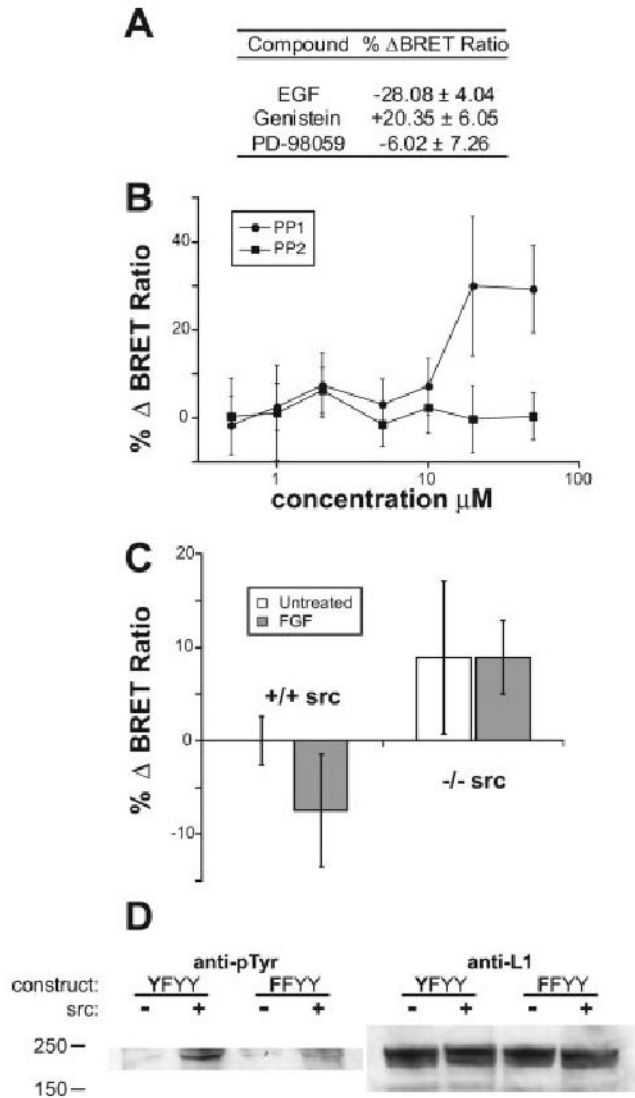 A
Compound % ΔBRET Ratio
EGF -28.08 ± 4.04
Genistein +20.35 ± 6.05
PD-98059 -6.02 ± 7.26
B
PP1
PP2
% Δ BRET Ratio
40
20
0
1 10 100
concentration μM
C
Untreated
FGF
% Δ BRET Ratio
20
10
0
-10
+/+ src
-/- src
D
anti-pTyr anti-L1
construct: YFYY FFYY YFYY FFYY
src: - + - + - + - +
250
150